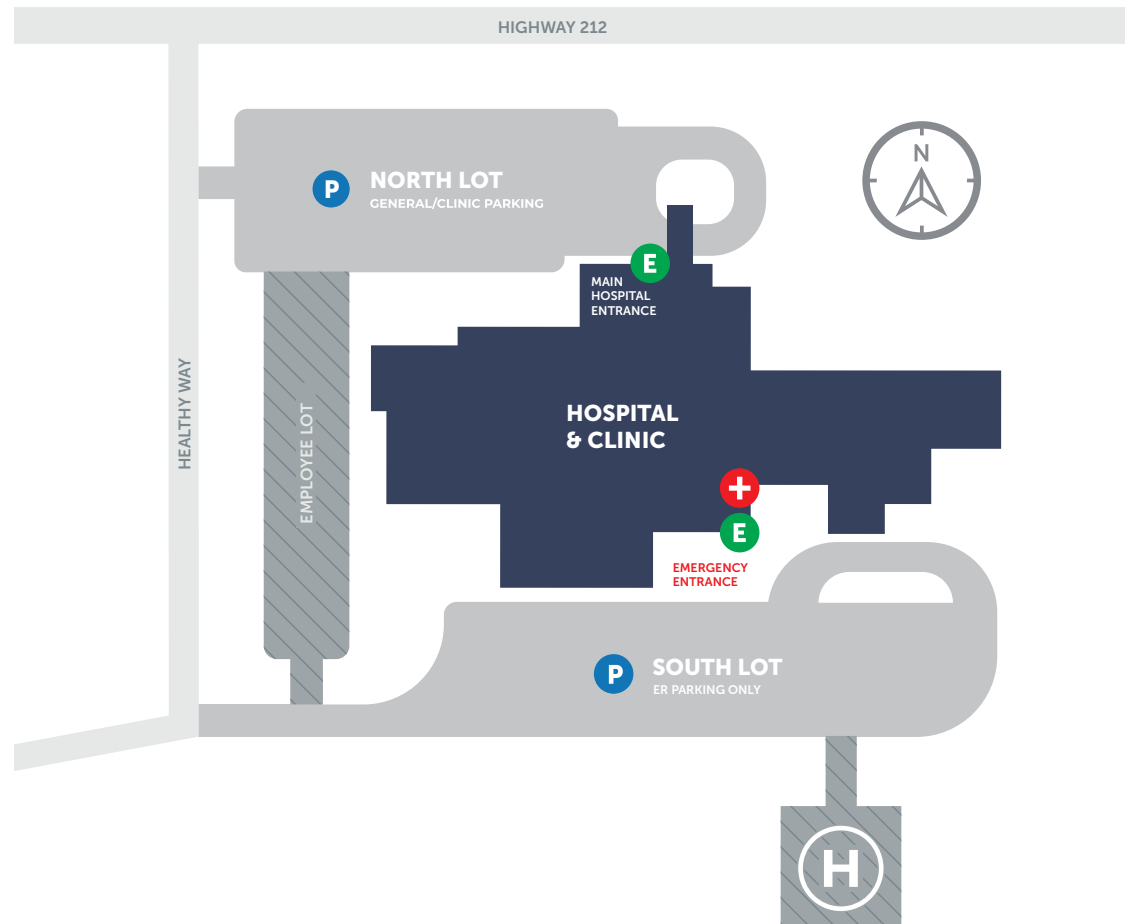 HIGHWAY 212
N
P
NORTH LOT
GENERAL/CLINIC PARKING
E
MAIN
HOSPITAL
ENTRANCE
HEALTHY WAY
EMPLOYEE LOT
HOSPITAL
& CLINIC
E
EMERGENCY
ENTRANCE
P
SOUTH LOT
ER PARKING ONLY
H